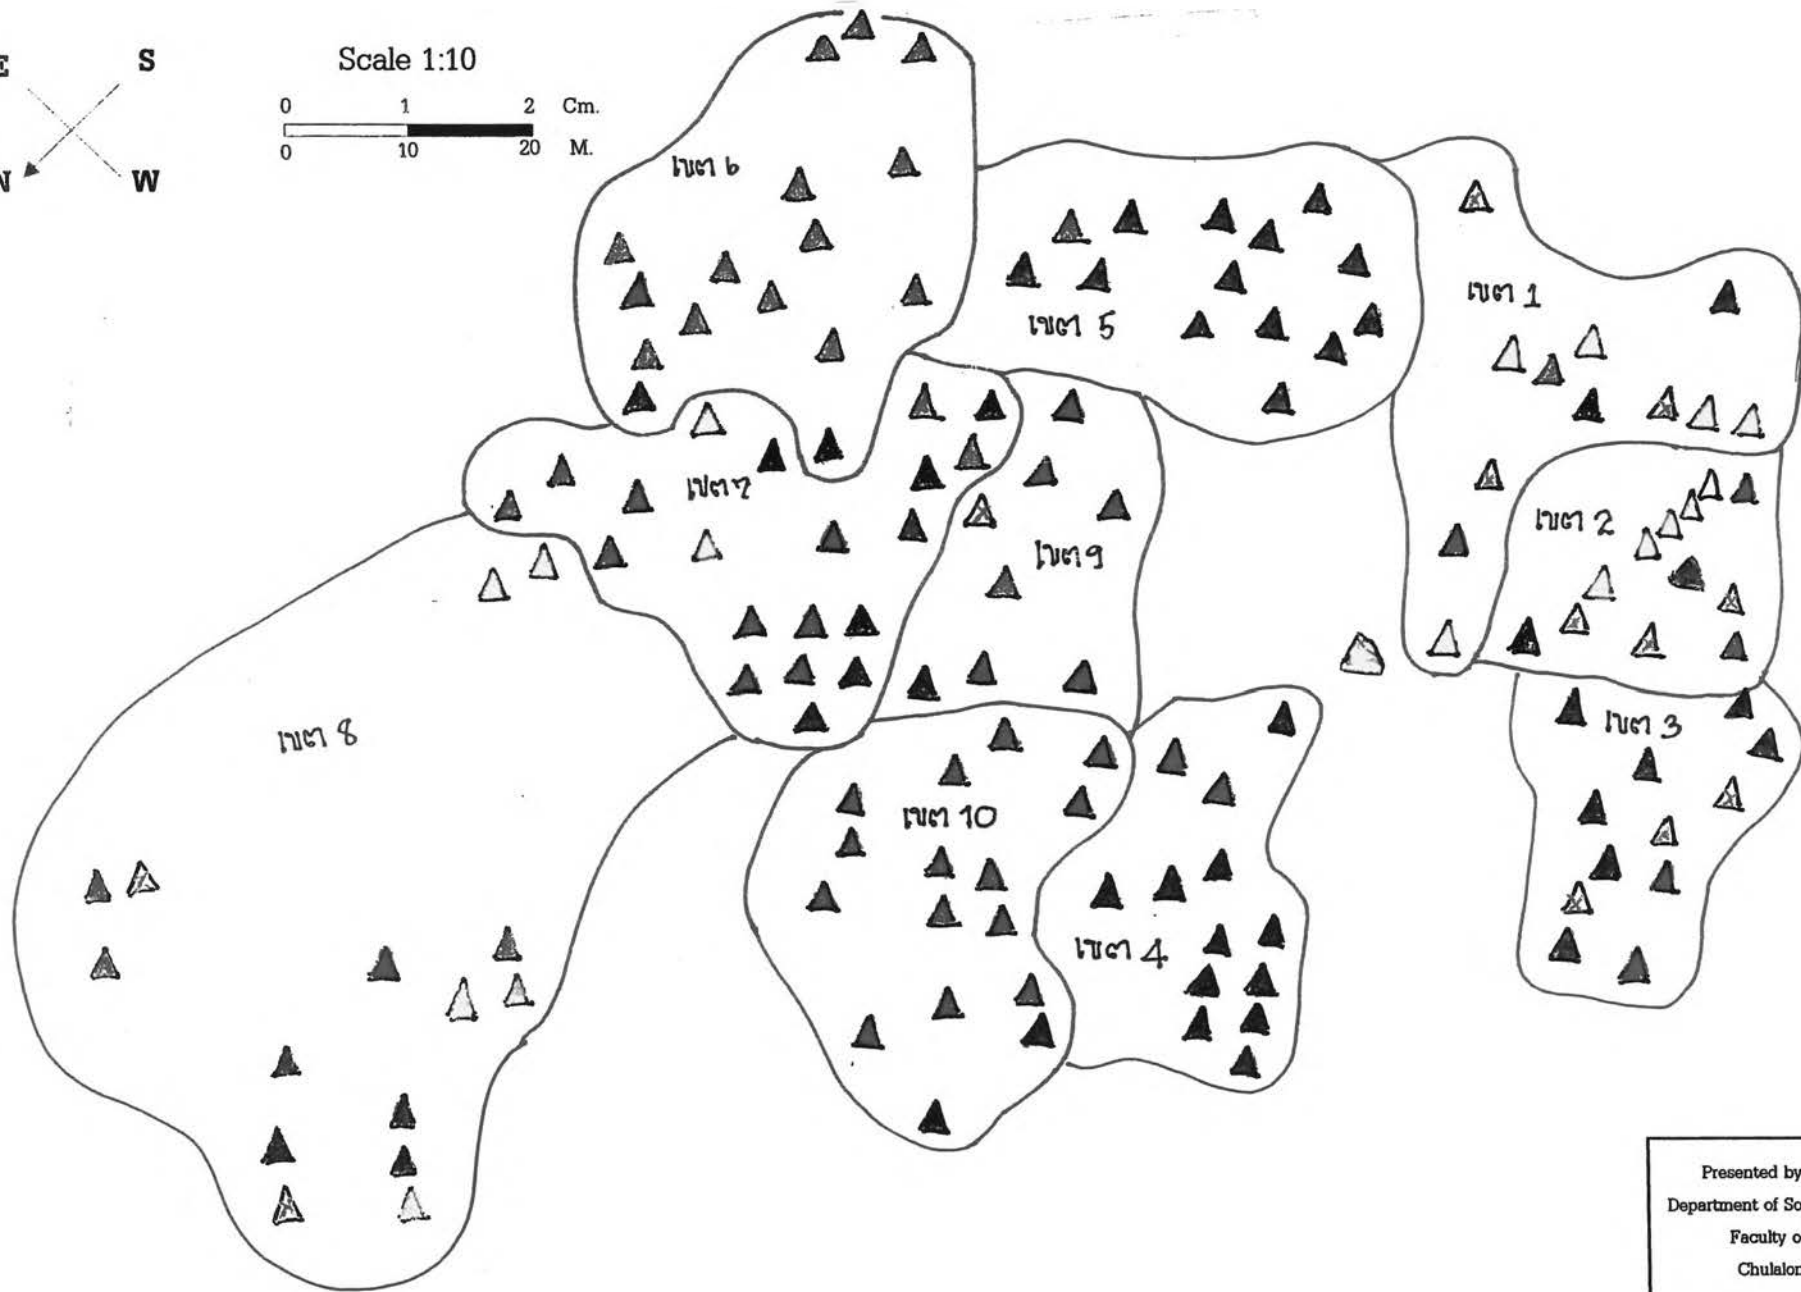 E S
N W
Scale 1:10
0 1 2 Cm.
0 10 20 M.
เขต 6
เขต 5
เขต 1
เขต 7
เขต 2
เขต 9
เขต 3
เขต 8
เขต 10
เขต 4
Presented by
Department of So
Faculty o
Chulalon